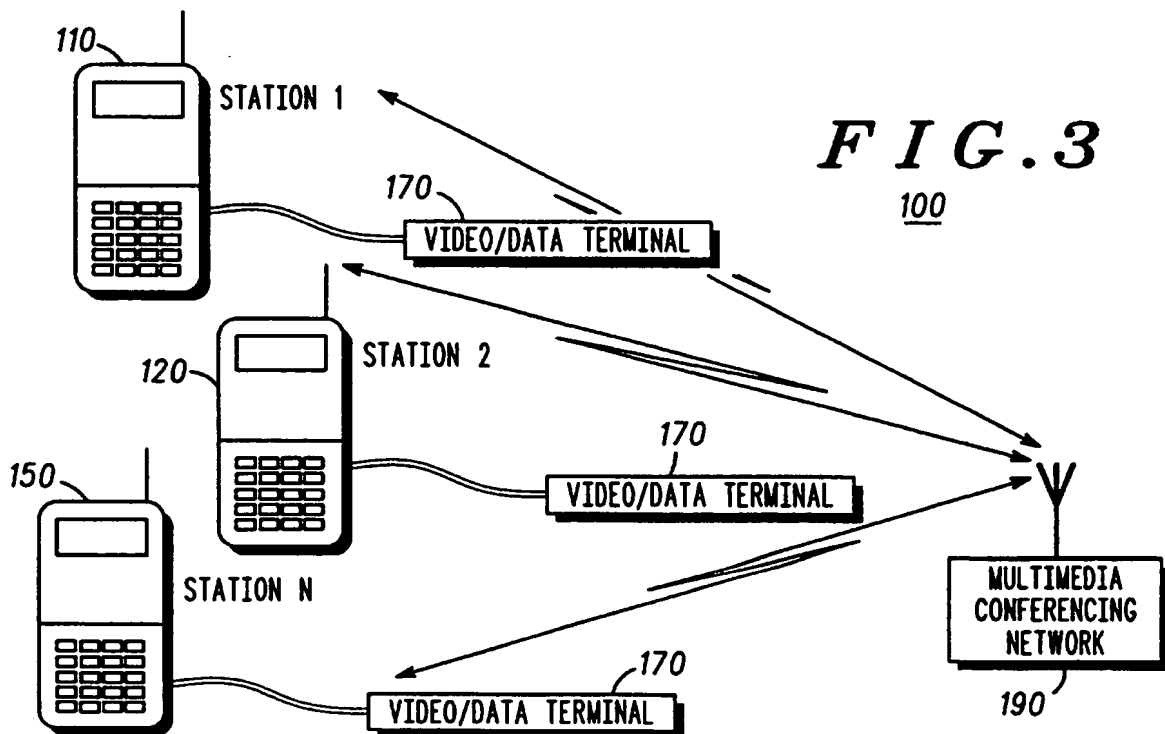 110
STATION 1
FIG.3
100
170
VIDEO/DATA TERMINAL
120
STATION 2
150
170
VIDEO/DATA TERMINAL
STATION N
MULTIMEDIA
CONFERENCING
NETWORK
170
VIDEO/DATA TERMINAL
190